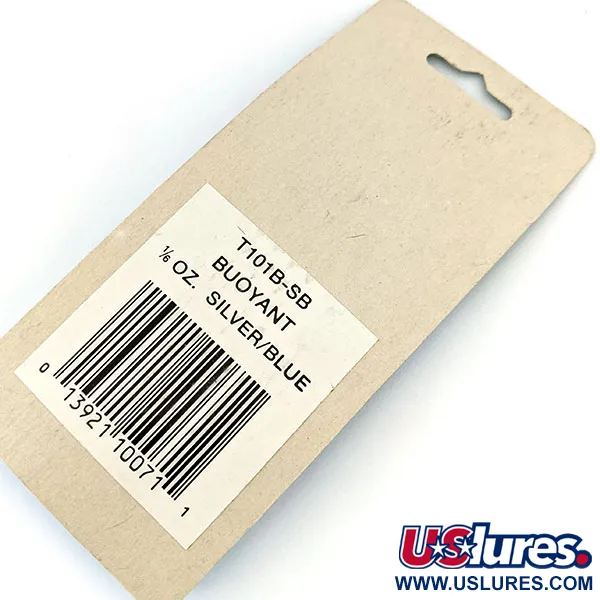 T101B-SB
BUOYANT
1/6 OZ. SILVER/BLUE
0 13921 10071 1
USlures.
WWW.USLURES.COM